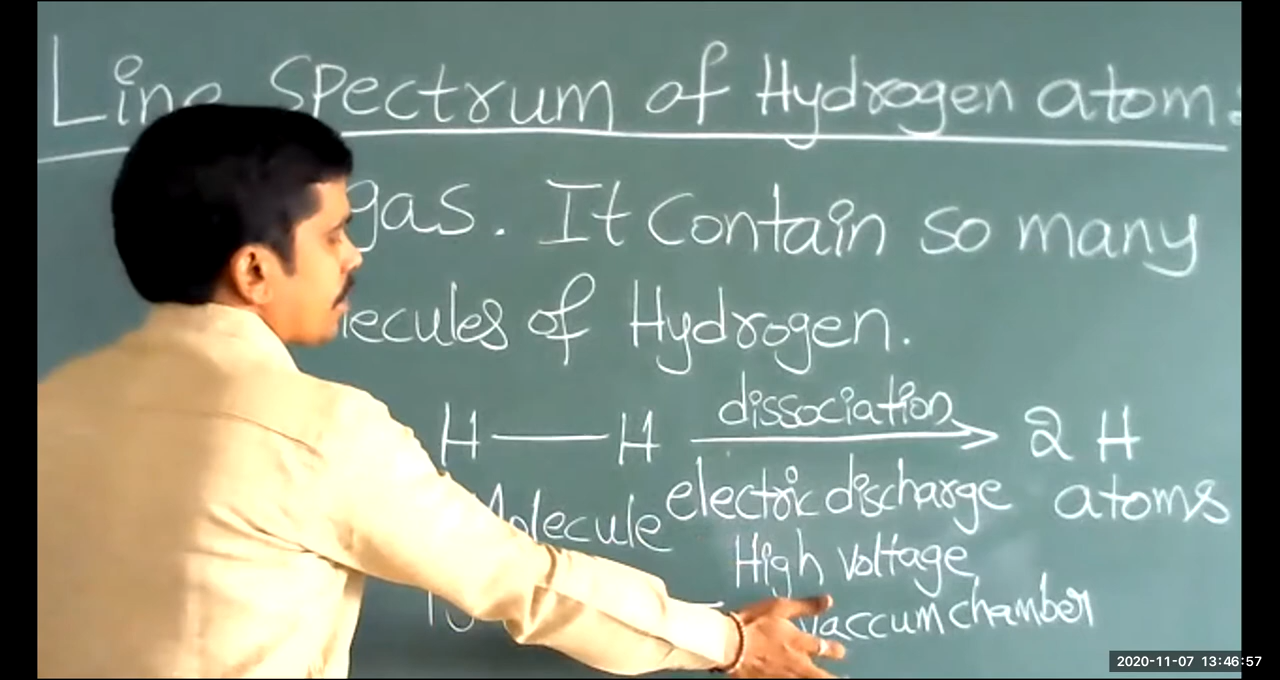 Line Spectrum of Hydrogen atom:
gas. It Contain so many
lecules of Hydrogen.
dissociation
H — H → 2 H
Molecule electric discharge atoms
High voltage
vaccum chamber
2020-11-07 13:46:57